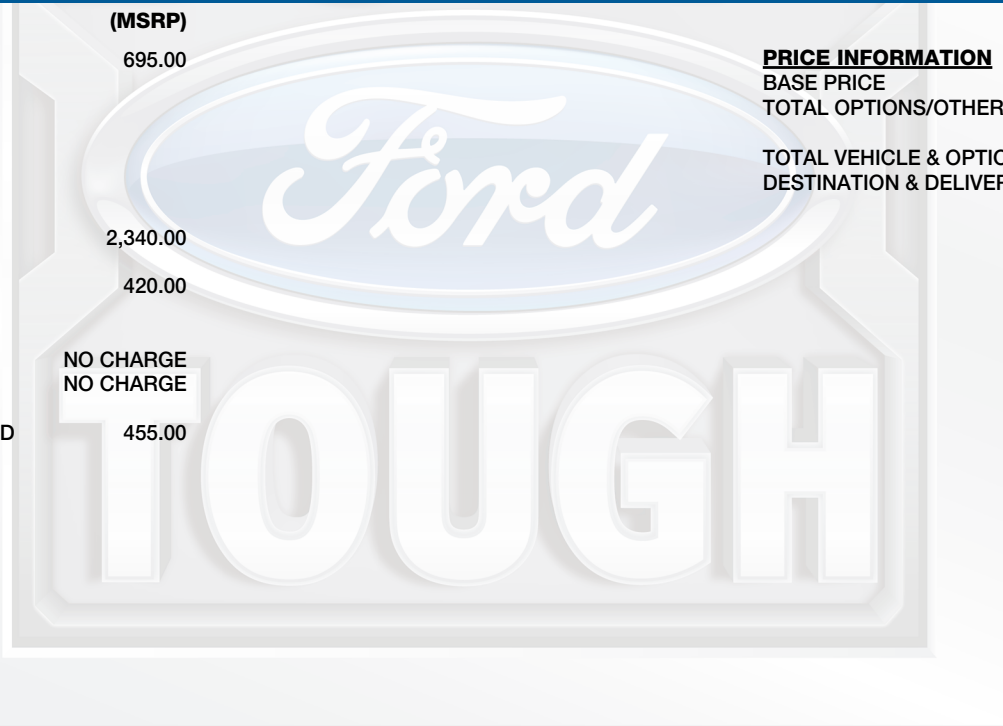 (MSRP)
695.00
2,340.00
420.00
NO CHARGE
NO CHARGE
D 455.00
PRICE INFORMATION
BASE PRICE
TOTAL OPTIONS/OTHER
TOTAL VEHICLE & OPTIO
DESTINATION & DELIVER
Ford
TOUGH